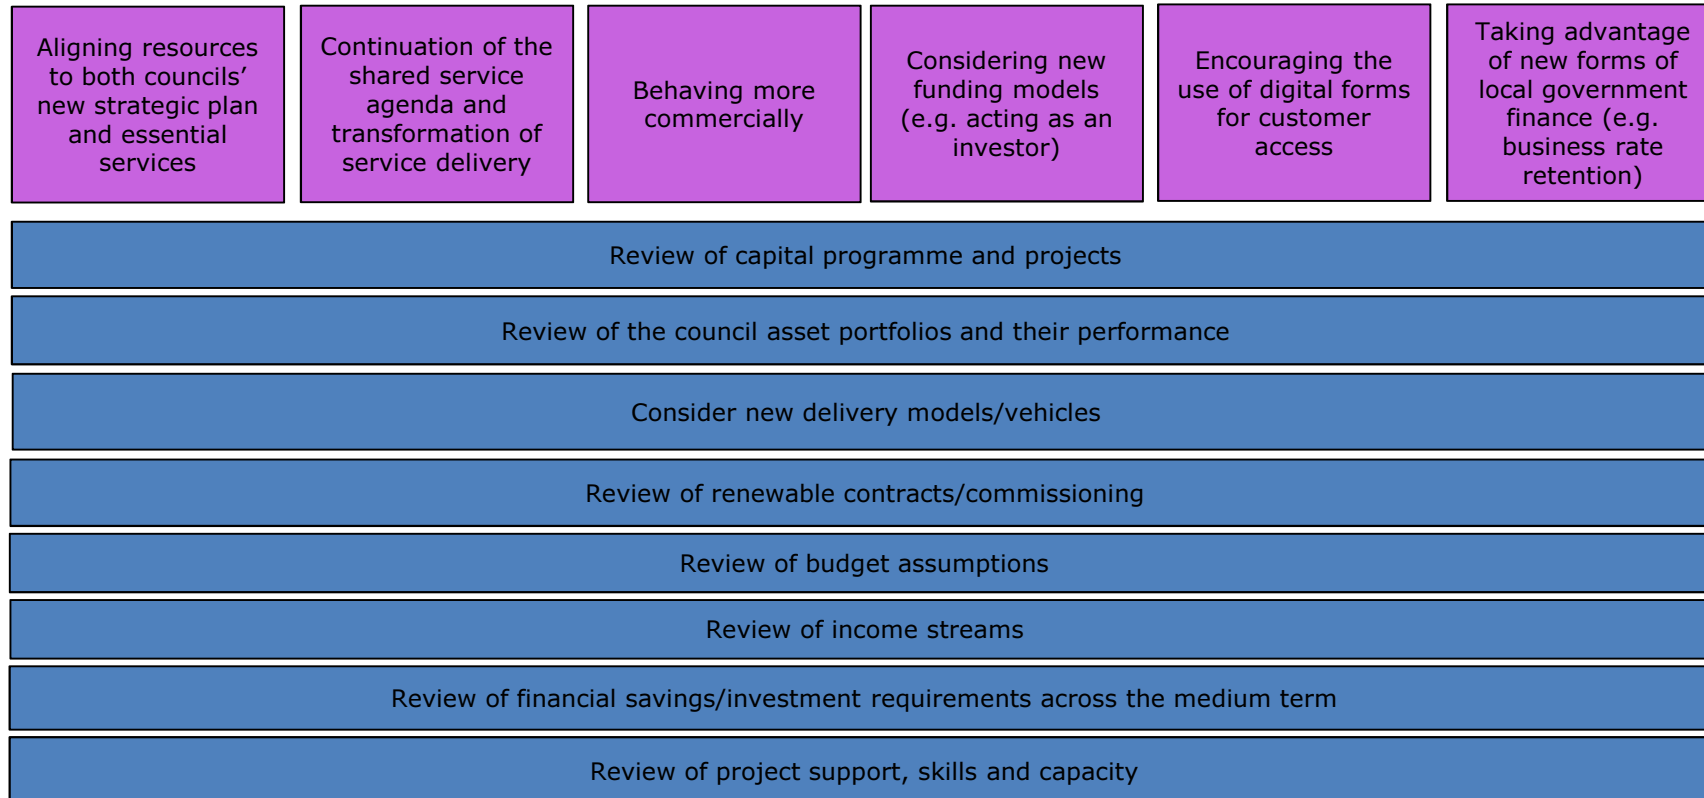 Aligning resources
to both councils’
new strategic plan
and essential
services
Continuation of the
shared service
agenda and
transformation of
service delivery
Behaving more
commercially
Considering new
funding models
(e.g. acting as an
investor)
Encouraging the
use of digital forms
for customer
access
Taking advantage
of new forms of
local government
finance (e.g.
business rate
retention)
Review of capital programme and projects
Review of the council asset portfolios and their performance
Consider new delivery models/vehicles
Review of renewable contracts/commissioning
Review of budget assumptions
Review of income streams
Review of financial savings/investment requirements across the medium term
Review of project support, skills and capacity